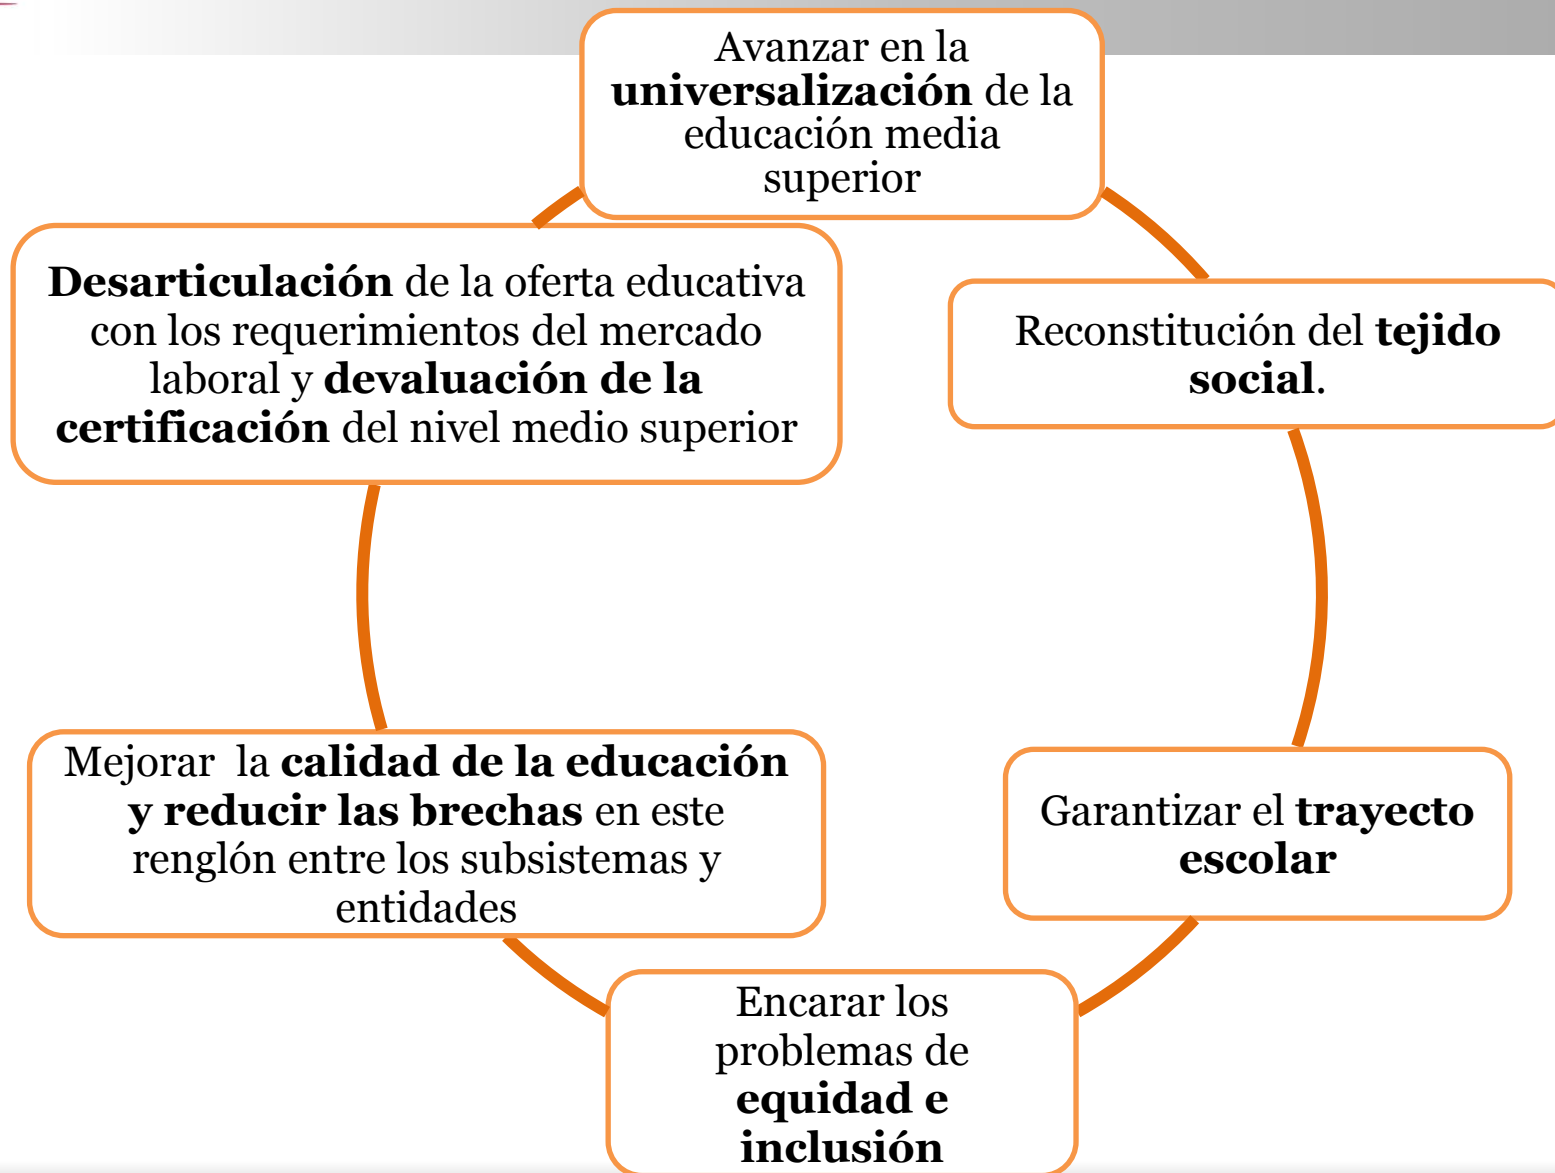 Avanzar en la
universalización de la
educación media
superior
Reconstitución del tejido
social.
Garantizar el trayecto
escolar
Encarar los
problemas de
equidad e
inclusión
Mejorar  la calidad de la educación
y reducir las brechas en este
renglón entre los subsistemas y
entidades
Desarticulación de la oferta educativa
con los requerimientos del mercado
laboral y devaluación de la
certificación del nivel medio superior